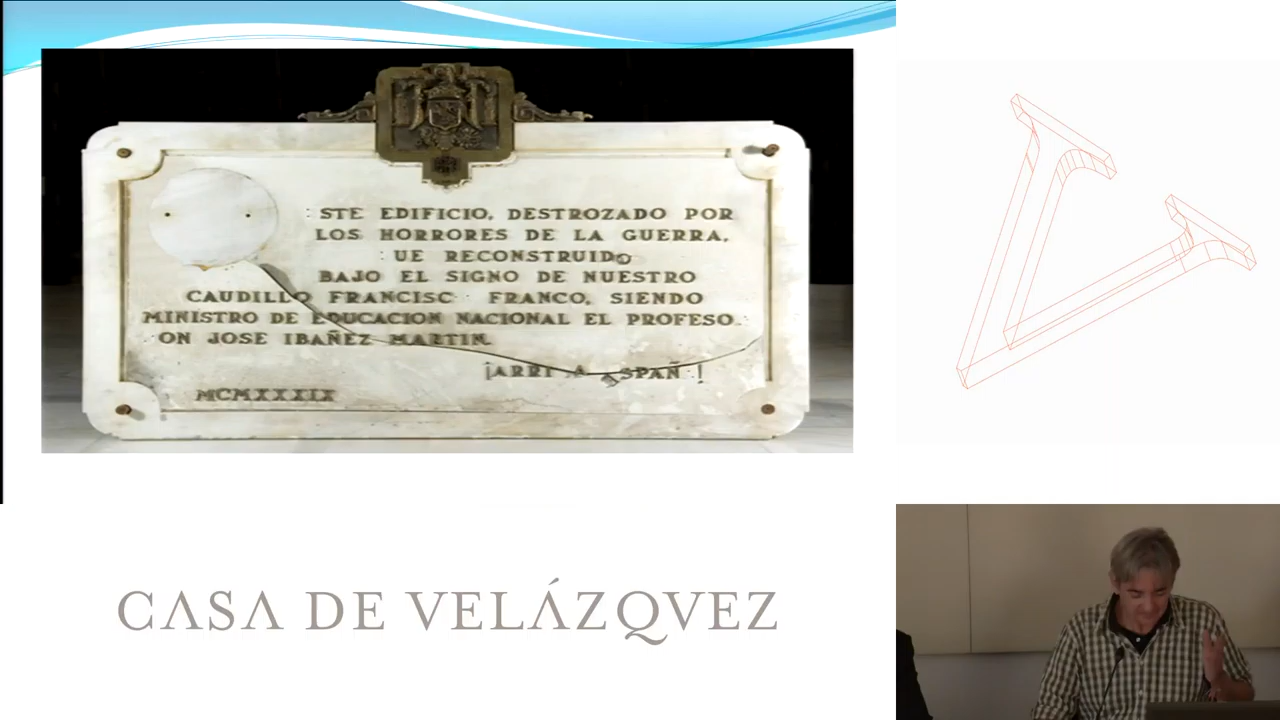 STE EDIFICIO, DESTROZADO POR
LOS HORRORES DE LA GUERRA,
UE RECONSTRUIDO
BAJO EL SIGNO DE NUESTRO
CAUDILLO FRANCISC FRANCO, SIENDO
MINISTRO DE EDUCACION NACIONAL EL PROFESO
ON JOSE IBAÑEZ MARTIN.
¡ARRI A SPAÑ !
MCMXXXIX
CASA DE VELÁZQVEZ